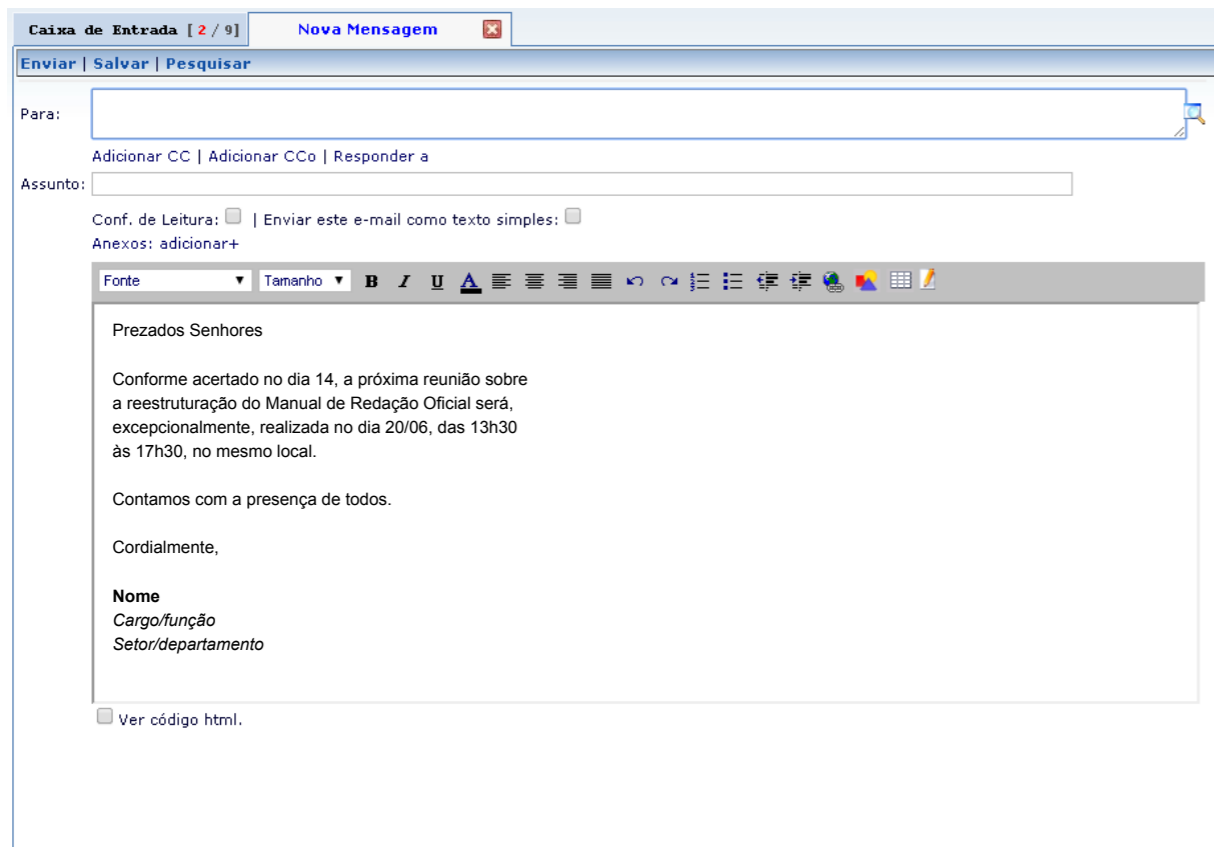 Caixa de Entrada [ 2 / 9] Nova Mensagem
Enviar | Salvar | Pesquisar
Para:
Adicionar CC | Adicionar CCo | Responder a
Assunto:
Conf. de Leitura: | Enviar este e-mail como texto simples:
Anexos: adicionar+
Fonte Tamanho B I U A
Prezados Senhores
Conforme acertado no dia 14, a próxima reunião sobre
a reestruturação do Manual de Redação Oficial será,
excepcionalmente, realizada no dia 20/06, das 13h30
às 17h30, no mesmo local.
Contamos com a presença de todos.
Cordialmente,
Nome
Cargo/função
Setor/departamento
Ver código html.